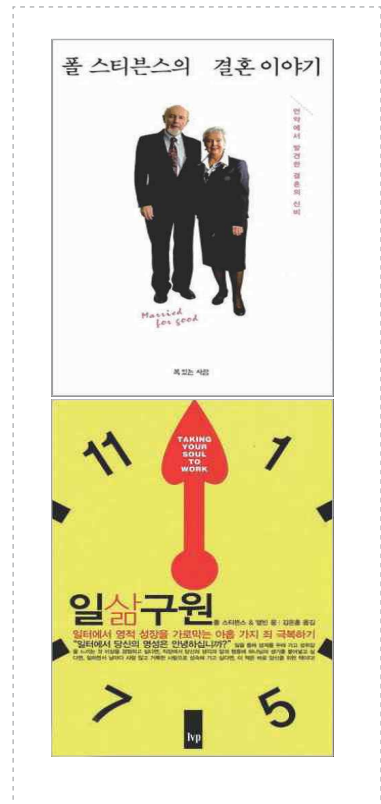 폴 스티븐스의 결혼 이야기
언약에서 발견한 결혼의 신비
Married
for good
복 있는 사람
11
1
TAKING
YOUR
SOUL
TO
WORK
일삶구원
폴 스티븐스 & 앨빈 웅 | 김은홍 옮김
일터에서 영적 성장을 가로막는 아홉 가지 죄 극복하기
"일터에서 당신의 영성은 안녕하십니까?"
7
5
Ivp